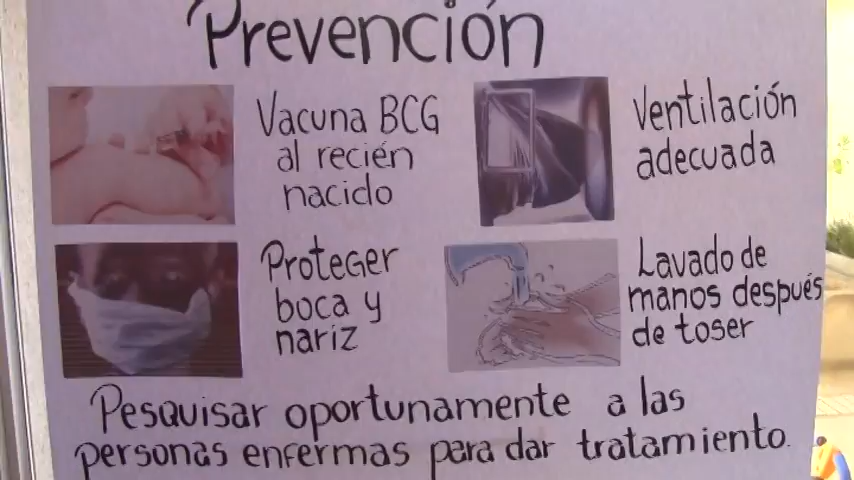 Prevención
Vacuna BCG
al recién
nacido
Ventilación
adecuada
Proteger
boca y
nariz
Lavado de
manos después
de toser
Pesquisar oportunamente a las
personas enfermas para dar tratamiento.